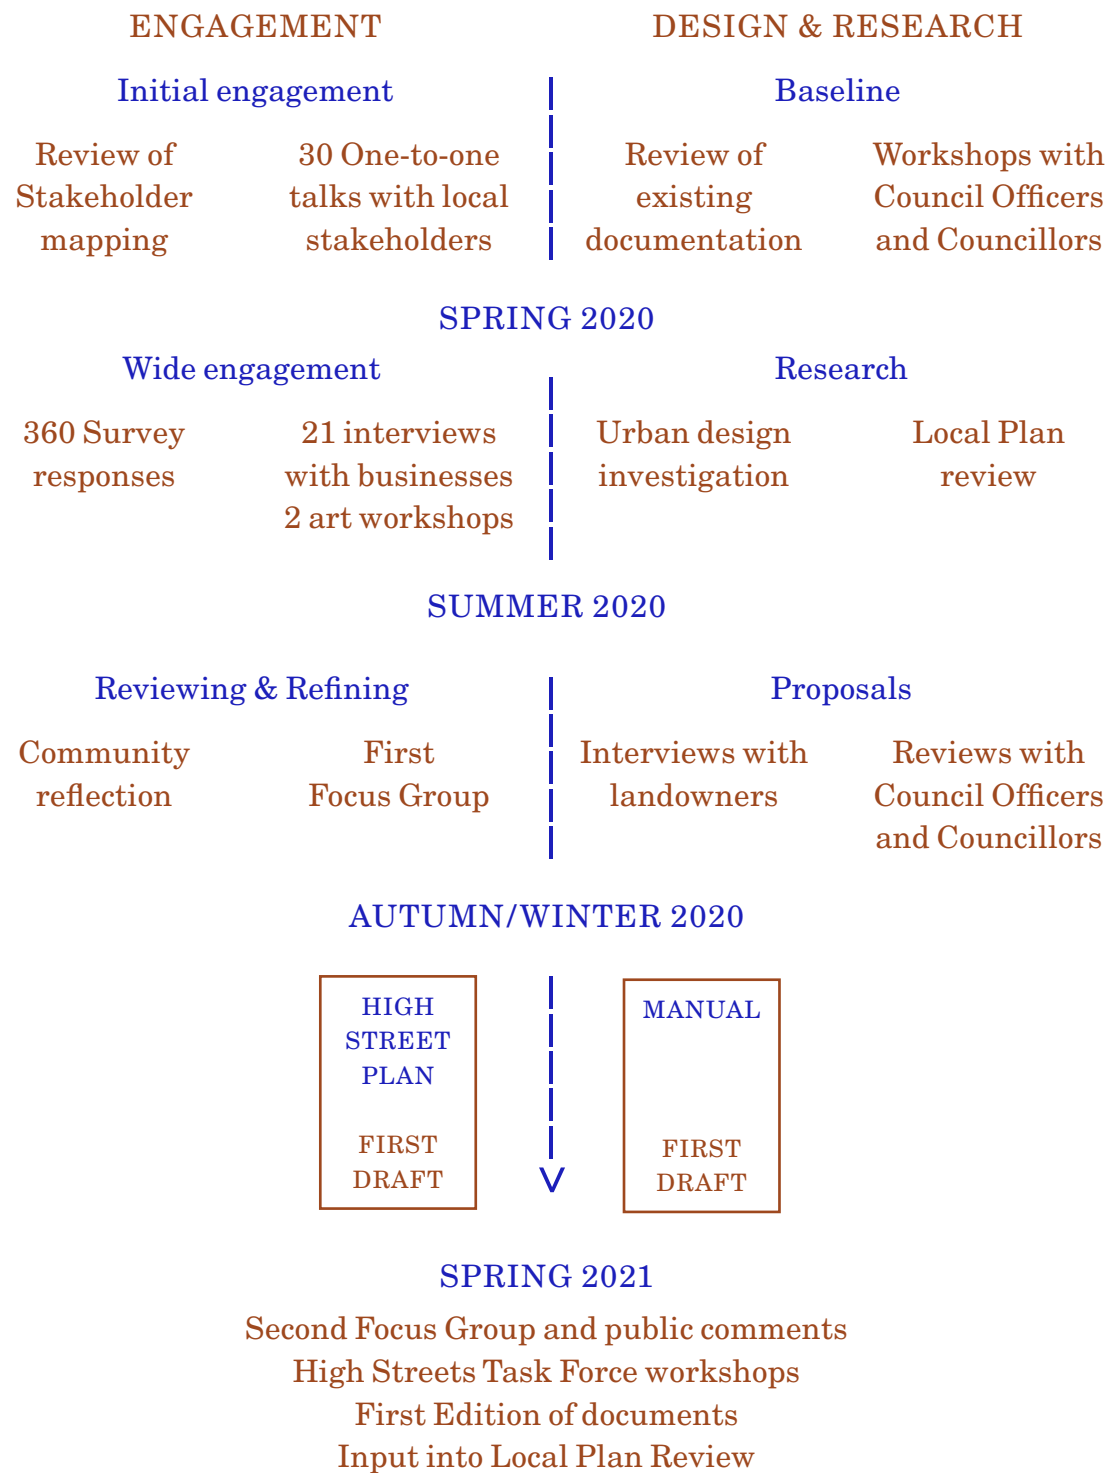 ENGAGEMENT
DESIGN & RESEARCH
Initial engagement
Baseline
Review of
Stakeholder
mapping
30 One-to-one
talks with local
stakeholders
Review of
existing
documentation
Workshops with
Council Officers
and Councillors
SPRING 2020
Wide engagement
Research
360 Survey
responses
21 interviews
with businesses
2 art workshops
Urban design
investigation
Local Plan
review
SUMMER 2020
Reviewing & Refining
Proposals
Community
reflection
First
Focus Group
Interviews with
landowners
Reviews with
Council Officers
and Councillors
AUTUMN/WINTER 2020
HIGH
STREET
PLAN
FIRST
DRAFT
MANUAL
FIRST
DRAFT
SPRING 2021
Second Focus Group and public comments
High Streets Task Force workshops
First Edition of documents
Input into Local Plan Review